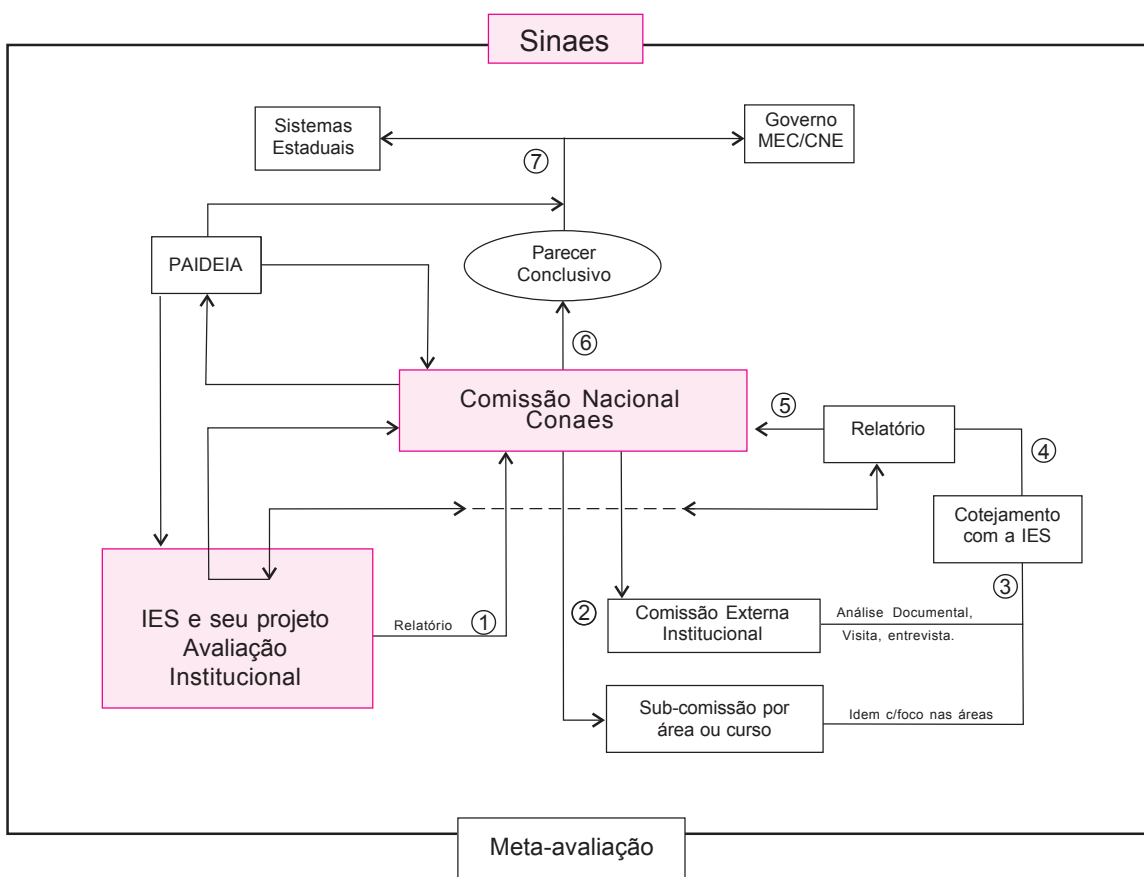 Sinaes
Sistemas
Estaduais
Governo
MEC/CNE
7
PAIDEIA
Parecer
Conclusivo
6
Comissão Nacional
Conaes
5
Relatório
4
Cotejamento
com a IES
3
IES e seu projeto
Avaliação
Institucional
Relatório
1
2
Comissão Externa
Institucional
Análise Documental,
Visita, entrevista.
Sub-comissão por
área ou curso
Idem c/foco nas áreas
Meta-avaliação